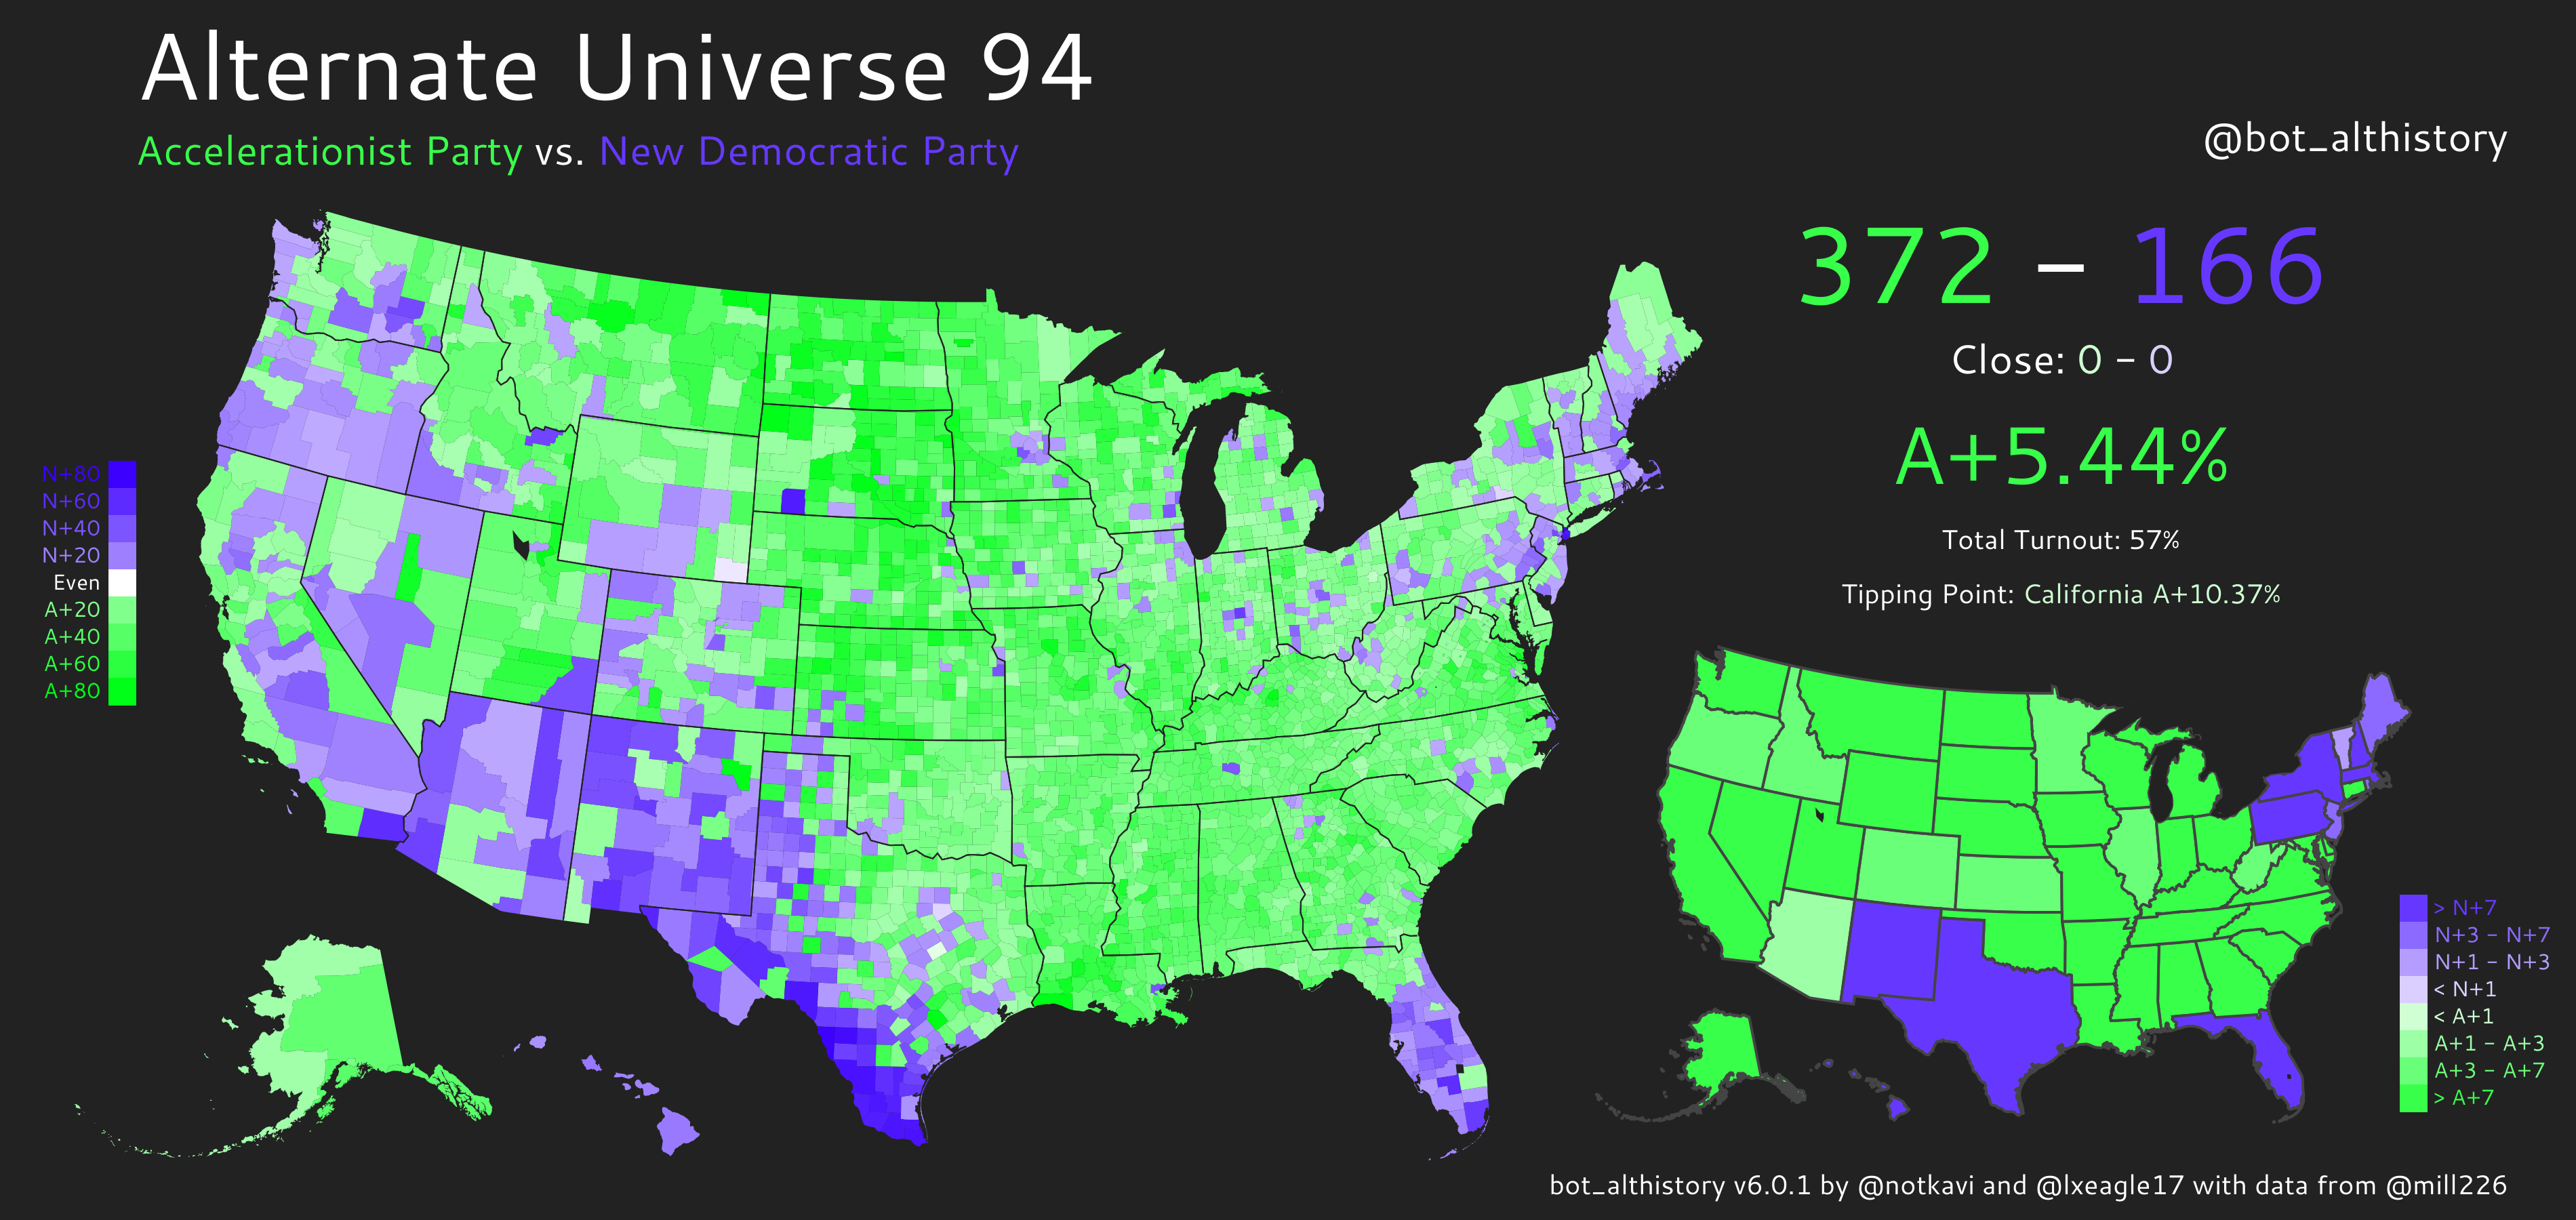 Alternate Universe 94
Accelerationist Party vs. New Democratic Party
@bot_althistory
372 – 166
Close: 0 – 0
A+5.44%
Total Turnout: 57%
Tipping Point: California A+10.37%
N+80
N+60
N+40
N+20
Even
A+20
A+40
A+60
A+80
> N+7
N+3 – N+7
N+1 – N+3
< N+1
< A+1
A+1 – A+3
A+3 – A+7
> A+7
bot_althistory v6.0.1 by @notkavi and @lxeagle17 with data from @mill226